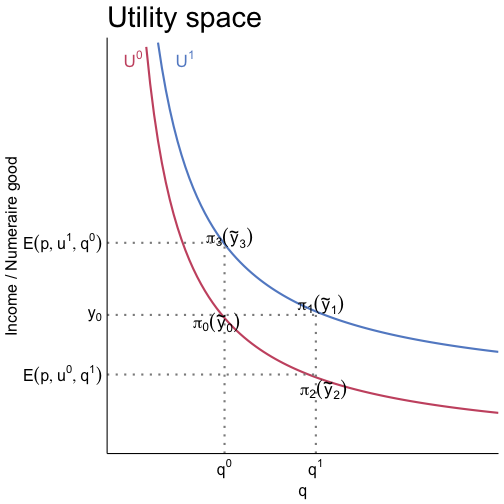 Utility space
U⁰
U¹
Income / Numeraire good
E(p, u¹, q⁰)
π₃(ỹ₃)
y₀
π₁(ỹ₁)
π₀(ỹ₀)
E(p, u⁰, q¹)
π₂(ỹ₂)
q⁰
q¹
q